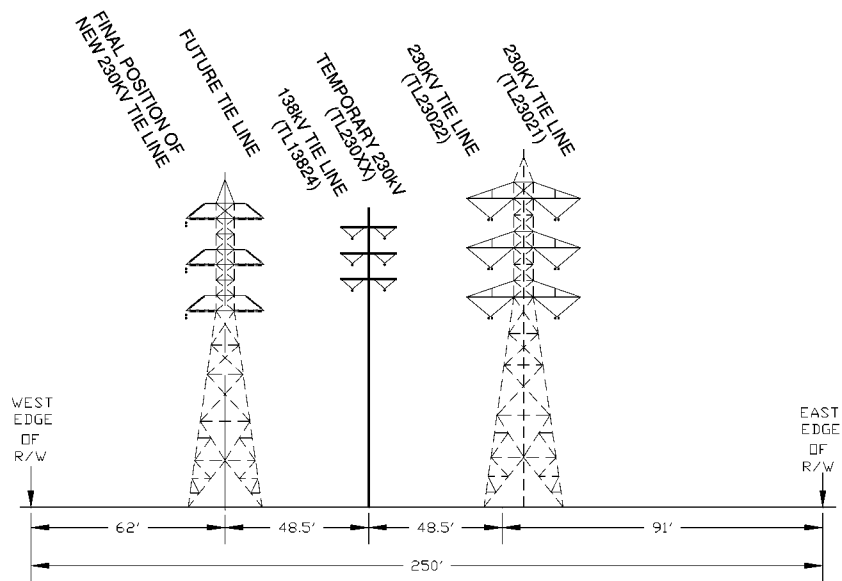 FINAL POSITION OF
NEW 230KV TIE LINE
FUTURE TIE LINE
138kV TIE LINE
(TL13824)
TEMPORARY 230kV
(TL230XX)
230KV TIE LINE
(TL23022)
230KV TIE LINE
(TL23021)
WEST
EDGE
OF
R/W
EAST
EDGE
OF
R/W
62'
48.5'
48.5'
91'
250'